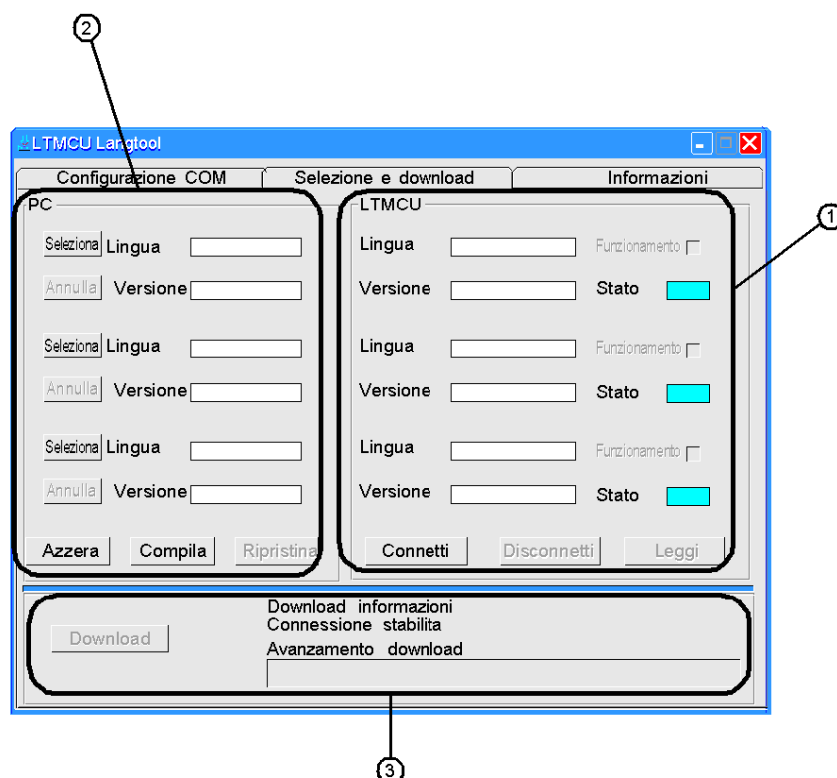 2
LTMCU Langtool
Configurazione COM Selezione e download Informazioni
PC LTMCU
1
Seleziona Lingua Lingua Funzionamento
Annulla Versione Versione Stato
Seleziona Lingua Lingua Funzionamento
Annulla Versione Versione Stato
Seleziona Lingua Lingua Funzionamento
Annulla Versione Versione Stato
Azzera Compila Ripristina Connetti Disconnetti Leggi
Download informazioni
Connessione stabilita
Download
Avanzamento download
3